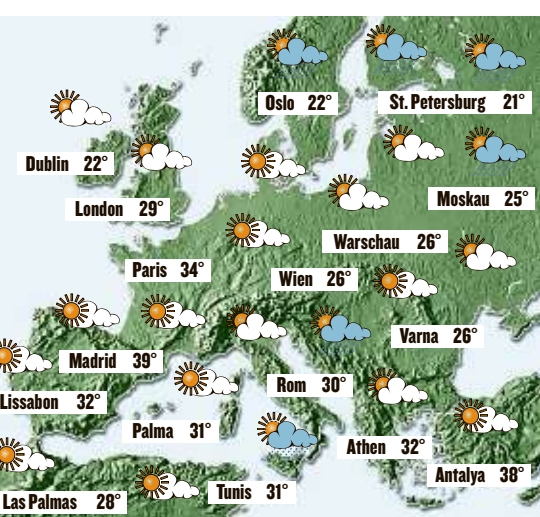 Oslo 22°
St. Petersburg 21°
Dublin 22°
Moskau 25°
London 29°
Warschau 26°
Paris 34°
Wien 26°
Varna 26°
Madrid 39°
Rom 30°
Lissabon 32°
Palma 31°
Athen 32°
Antalya 38°
Las Palmas 28°
Tunis 31°